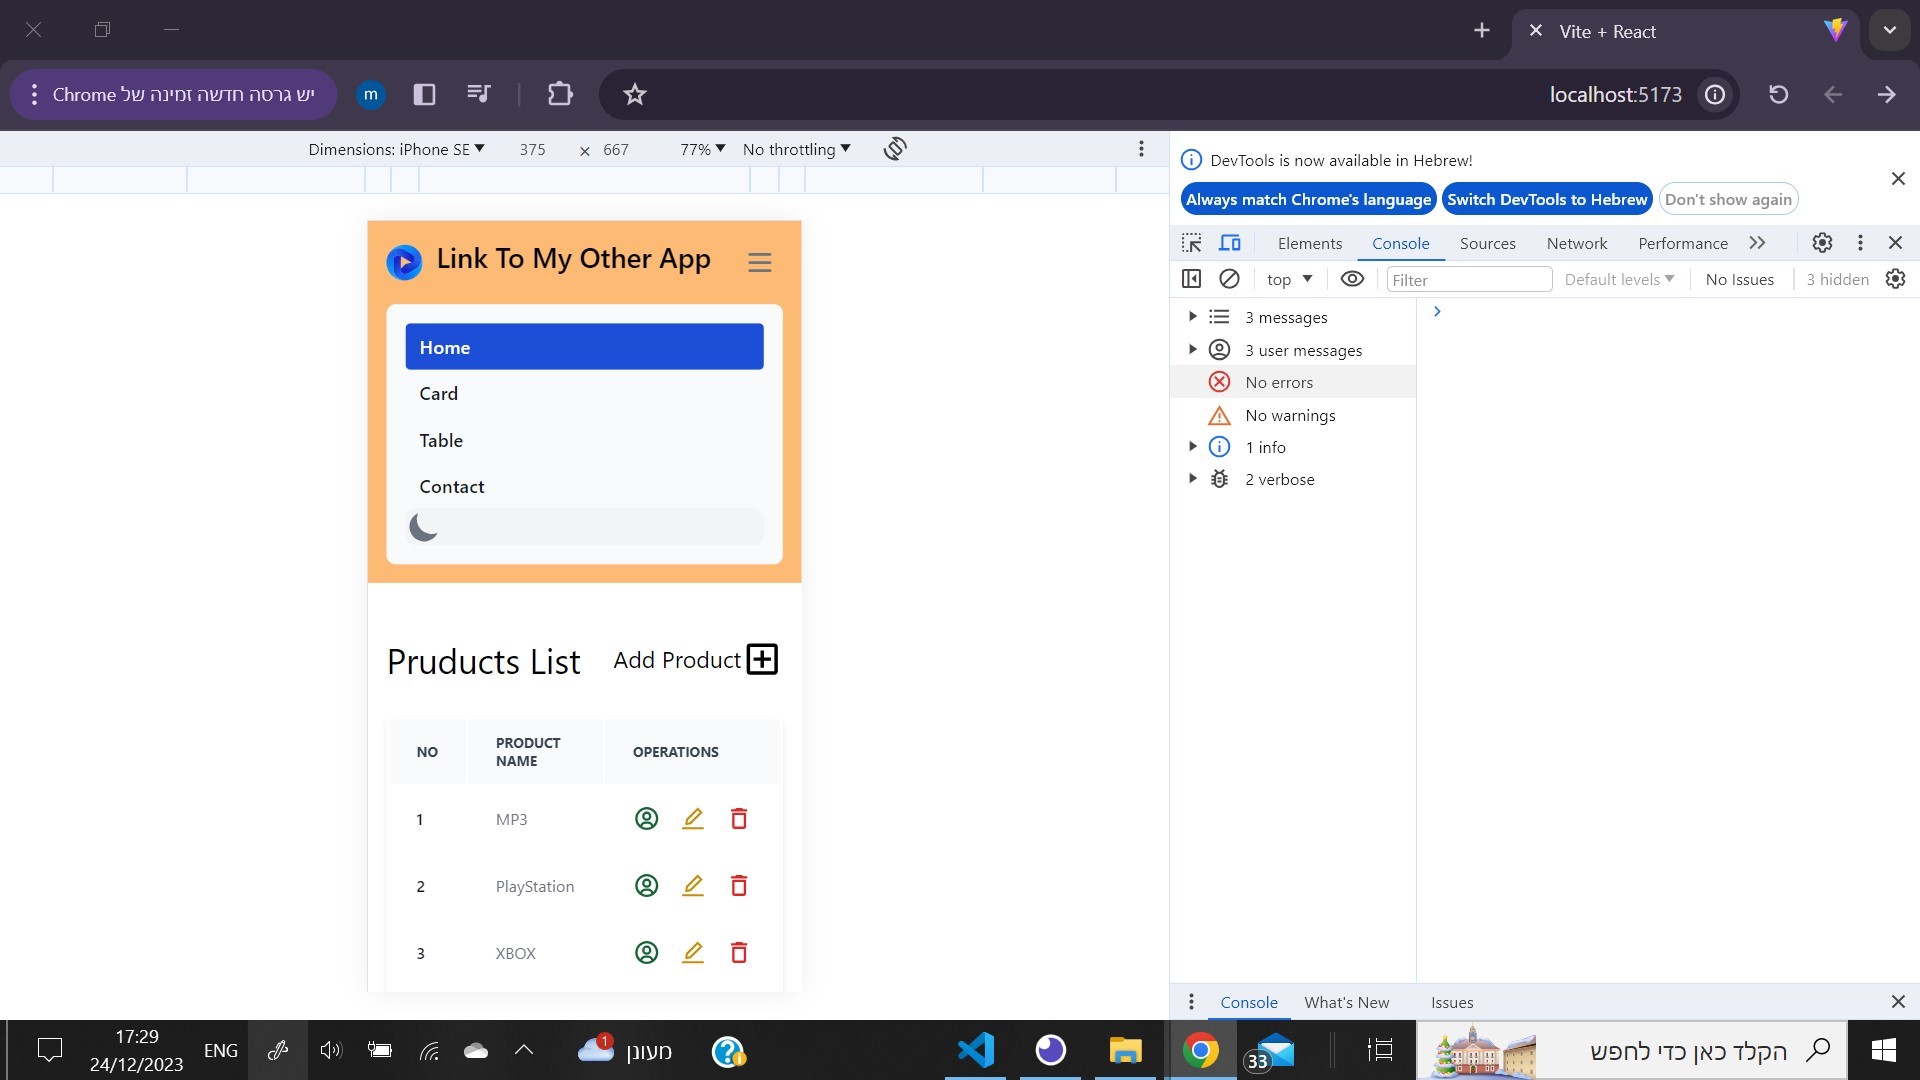 Vite + React
יש גרסה חדשה זמינה של Chrome
m
localhost:5173
Dimensions: iPhone SE
375 × 667
77%
No throttling
Link To My Other App
Home
Card
Table
Contact
Pruducts List
Add Product
NO PRODUCT NAME OPERATIONS
1 MP3
2 PlayStation
3 XBOX
DevTools is now available in Hebrew!
Always match Chrome's language
Switch DevTools to Hebrew
Don't show again
Elements Console Sources Network Performance
top
Filter
Default levels
No Issues
3 hidden
3 messages
3 user messages
No errors
No warnings
1 info
2 verbose
Console What's New Issues
17:29
24/12/2023
ENG
1
מעונן
33
הקלד כאן כדי לחפש